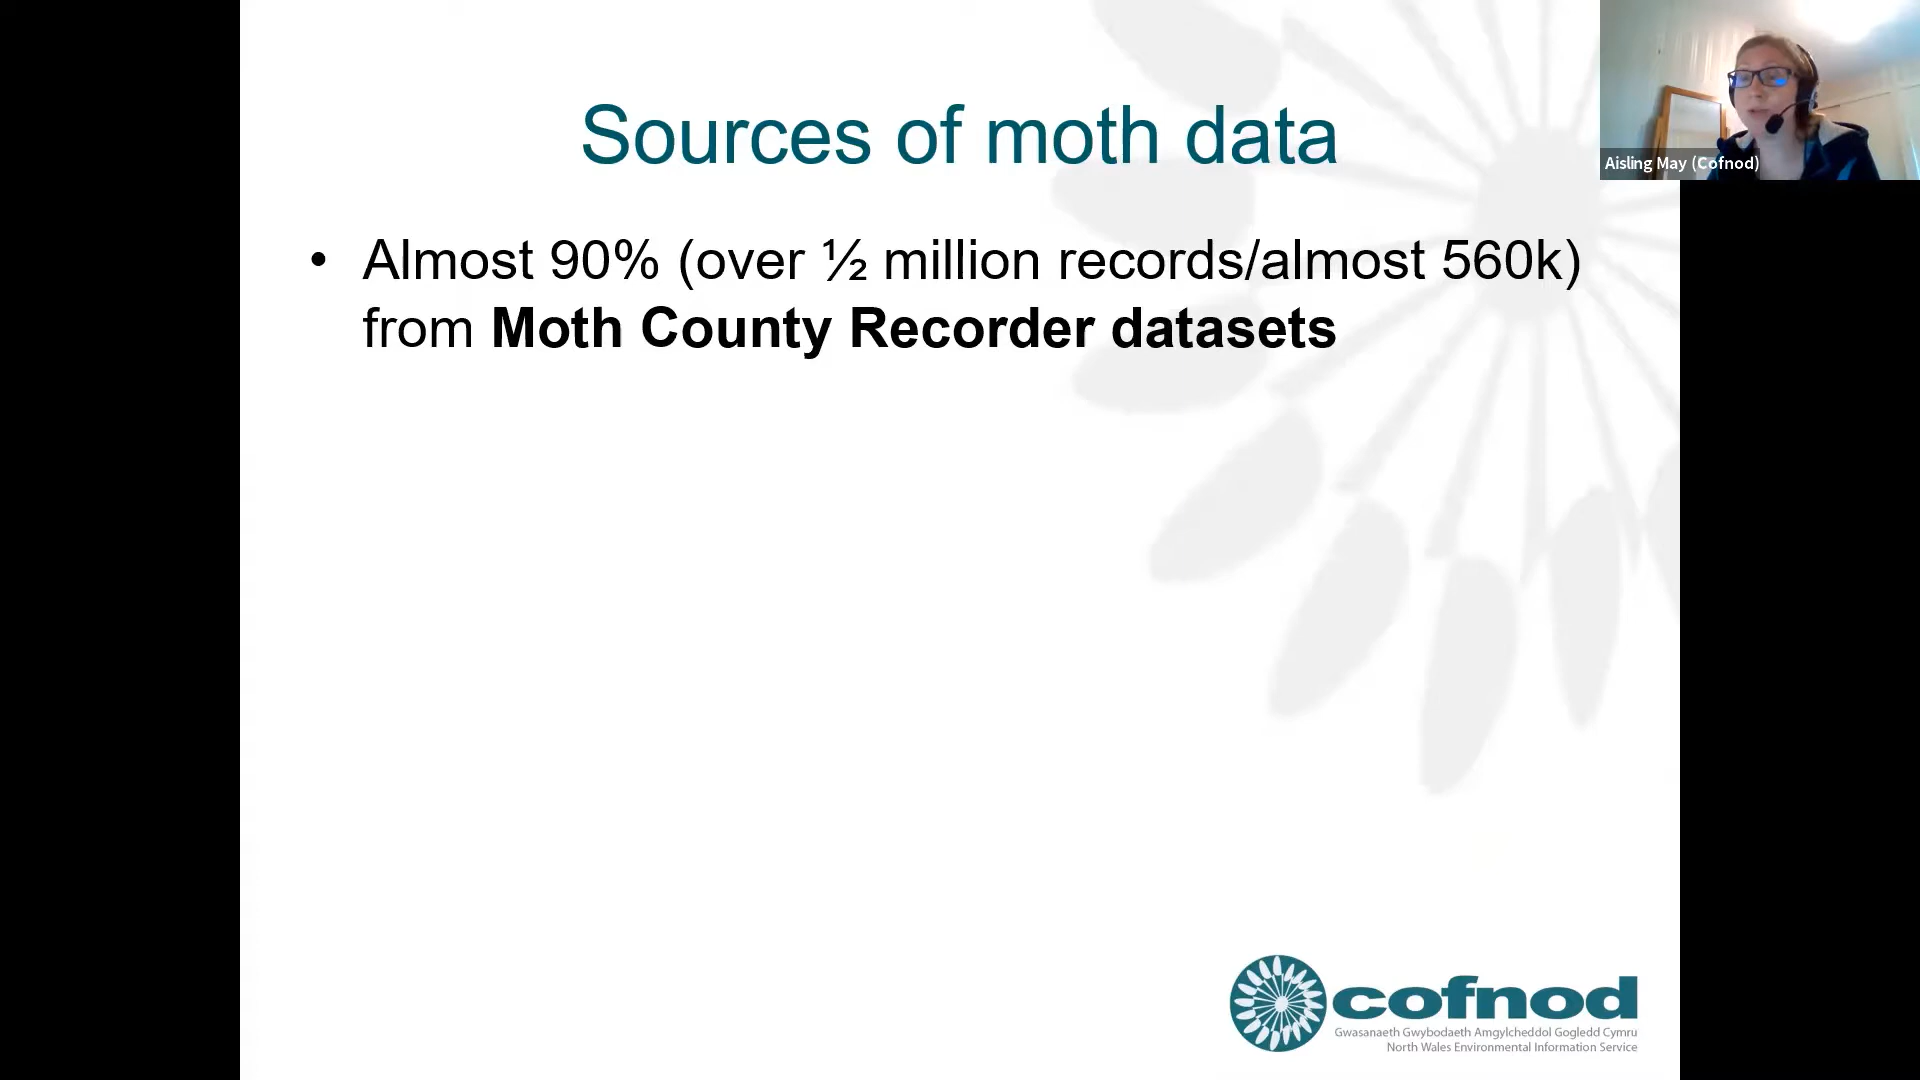 Sources of moth data
Aisling May (Cofnod)
• Almost 90% (over ½ million records/almost 560k)
from Moth County Recorder datasets
cofnod
Gwasanaeth Gwybodaeth Amgylcheddol Gogledd Cymru
North Wales Environmental Information Service